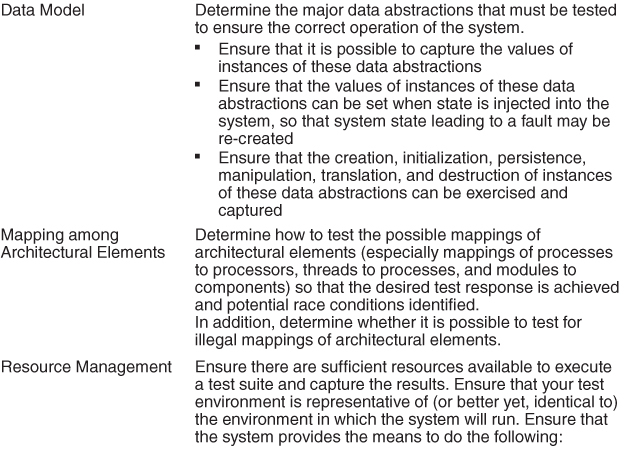 Data Model
Determine the major data abstractions that must be tested
to ensure the correct operation of the system.
▪ Ensure that it is possible to capture the values of
instances of these data abstractions
▪ Ensure that the values of instances of these data
abstractions can be set when state is injected into the
system, so that system state leading to a fault may be
re-created
▪ Ensure that the creation, initialization, persistence,
manipulation, translation, and destruction of instances
of these data abstractions can be exercised and
captured
Mapping among
Architectural Elements
Determine how to test the possible mappings of
architectural elements (especially mappings of processes
to processors, threads to processes, and modules to
components) so that the desired test response is achieved
and potential race conditions identified.
In addition, determine whether it is possible to test for
illegal mappings of architectural elements.
Resource Management
Ensure there are sufficient resources available to execute
a test suite and capture the results. Ensure that your test
environment is representative of (or better yet, identical to)
the environment in which the system will run. Ensure that
the system provides the means to do the following: